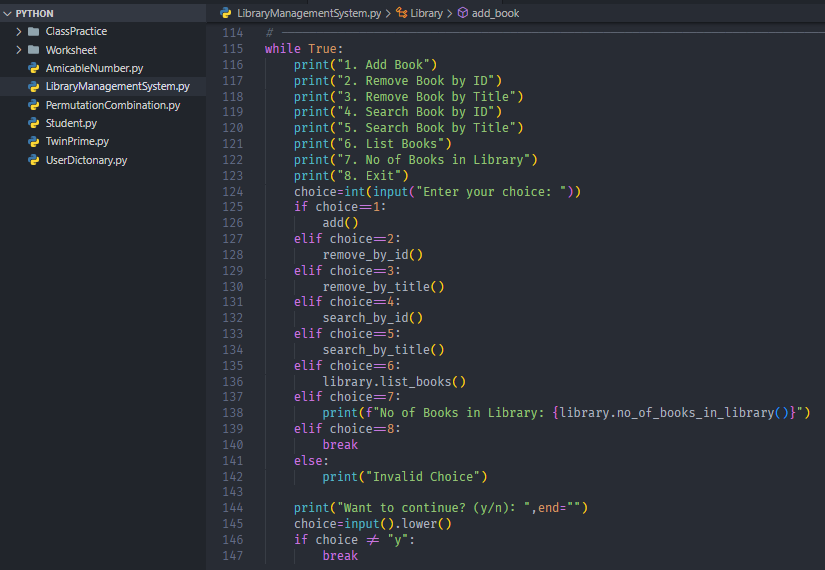 PYTHON
ClassPractice
Worksheet
AmicableNumber.py
LibraryManagementSystem.py
PermutationCombination.py
Student.py
TwinPrime.py
UserDictonary.py
LibraryManagementSystem.py > Library > add_book
114 # ————————————————
115 while True:
116     print("1. Add Book")
117     print("2. Remove Book by ID")
118     print("3. Remove Book by Title")
119     print("4. Search Book by ID")
120     print("5. Search Book by Title")
121     print("6. List Books")
122     print("7. No of Books in Library")
123     print("8. Exit")
124     choice=int(input("Enter your choice: "))
125     if choice==1:
126         add()
127     elif choice==2:
128         remove_by_id()
129     elif choice==3:
130         remove_by_title()
131     elif choice==4:
132         search_by_id()
133     elif choice==5:
134         search_by_title()
135     elif choice==6:
136         library.list_books()
137     elif choice==7:
138         print(f"No of Books in Library: {library.no_of_books_in_library()}")
139     elif choice==8:
140         break
141     else:
142         print("Invalid Choice")
143
144     print("Want to continue? (y/n): ",end="")
145     choice=input().lower()
146     if choice != "y":
147         break